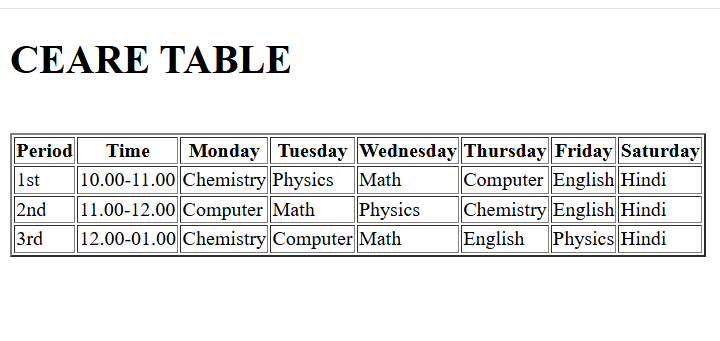 CEARE TABLE
Period Time Monday Tuesday Wednesday Thursday Friday Saturday
1st 10.00-11.00 Chemistry Physics Math Computer English Hindi
2nd 11.00-12.00 Computer Math Physics Chemistry English Hindi
3rd 12.00-01.00 Chemistry Computer Math English Physics Hindi